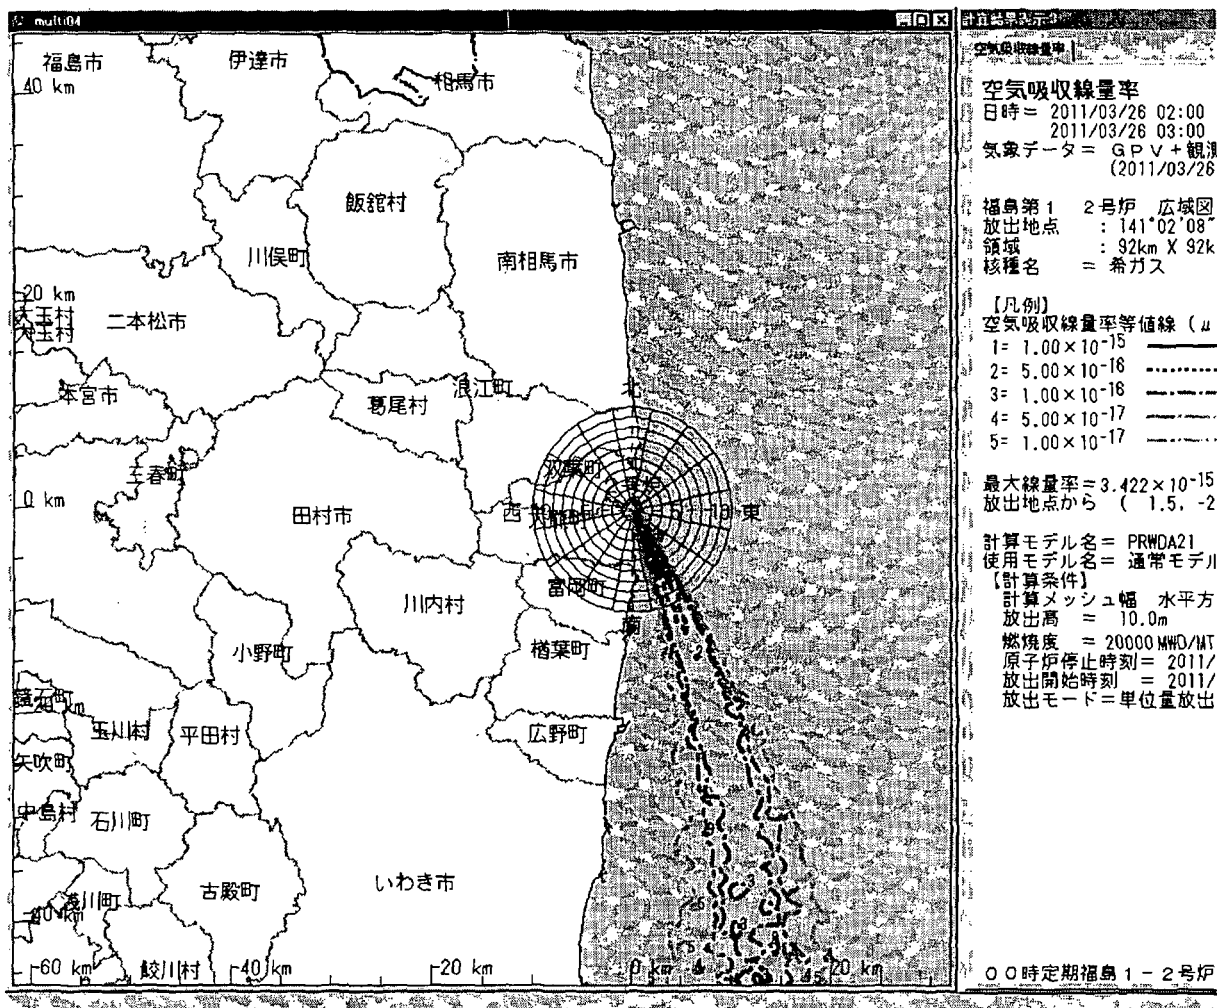 multi04
福島市
伊達市
相馬市
40 km
飯舘村
川俣町
南相馬市
20 km
大玉村
二本松市
本宮市
浪江町
北
葛尾村
三春町
双葉町
0 km
田村市
西
東
富岡町
川内村
南
小野町
楢葉町
玉川村
平田村
広野町
矢吹町
中島村
石川町
いわき市
古殿町
浅川町
-40 km
鮫川村
-60 km
-40 km
-20 km
0 km
20 km
計算結果表示
空気吸収線量率
空気吸収線量率
日時= 2011/03/26 02:00
2011/03/26 03:00
気象データ= GPV+観測
(2011/03/26
福島第1 2号炉 広域図
放出地点 : 141°02'08"
領域 : 92km X 92k
核種名 = 希ガス
【凡例】
空気吸収線量率等値線 (μ
1= 1.00×10⁻¹⁵
2= 5.00×10⁻¹⁶
3= 1.00×10⁻¹⁶
4= 5.00×10⁻¹⁷
5= 1.00×10⁻¹⁷
最大線量率=3.422×10⁻¹⁵
放出地点から ( 1.5, -2
計算モデル名= PRWDA21
使用モデル名= 通常モデル
【計算条件】
計算メッシュ幅 水平方
放出高 = 10.0m
燃焼度 = 20000MWD/MT
原子炉停止時刻= 2011/
放出開始時刻 = 2011/
放出モード=単位量放出
00時定期福島1-2号炉